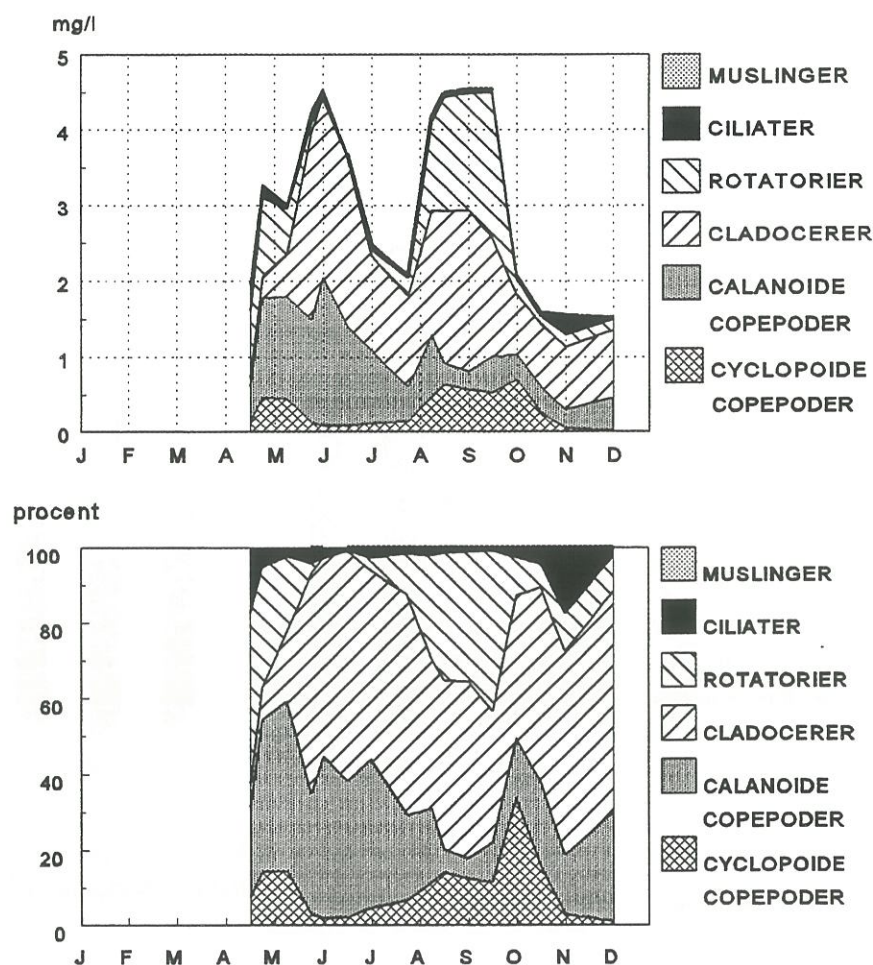 mg/l
5
4
3
2
1
0
J F M A M J J A S O N D
MUSLINGER
CILIATER
ROTATORIER
CLADOCERER
CALANOIDE
COPEPODER
CYCLOPOIDE
COPEPODER
procent
100
80
60
40
20
0
J F M A M J J A S O N D
MUSLINGER
CILIATER
ROTATORIER
CLADOCERER
CALANOIDE
COPEPODER
CYCLOPOIDE
COPEPODER